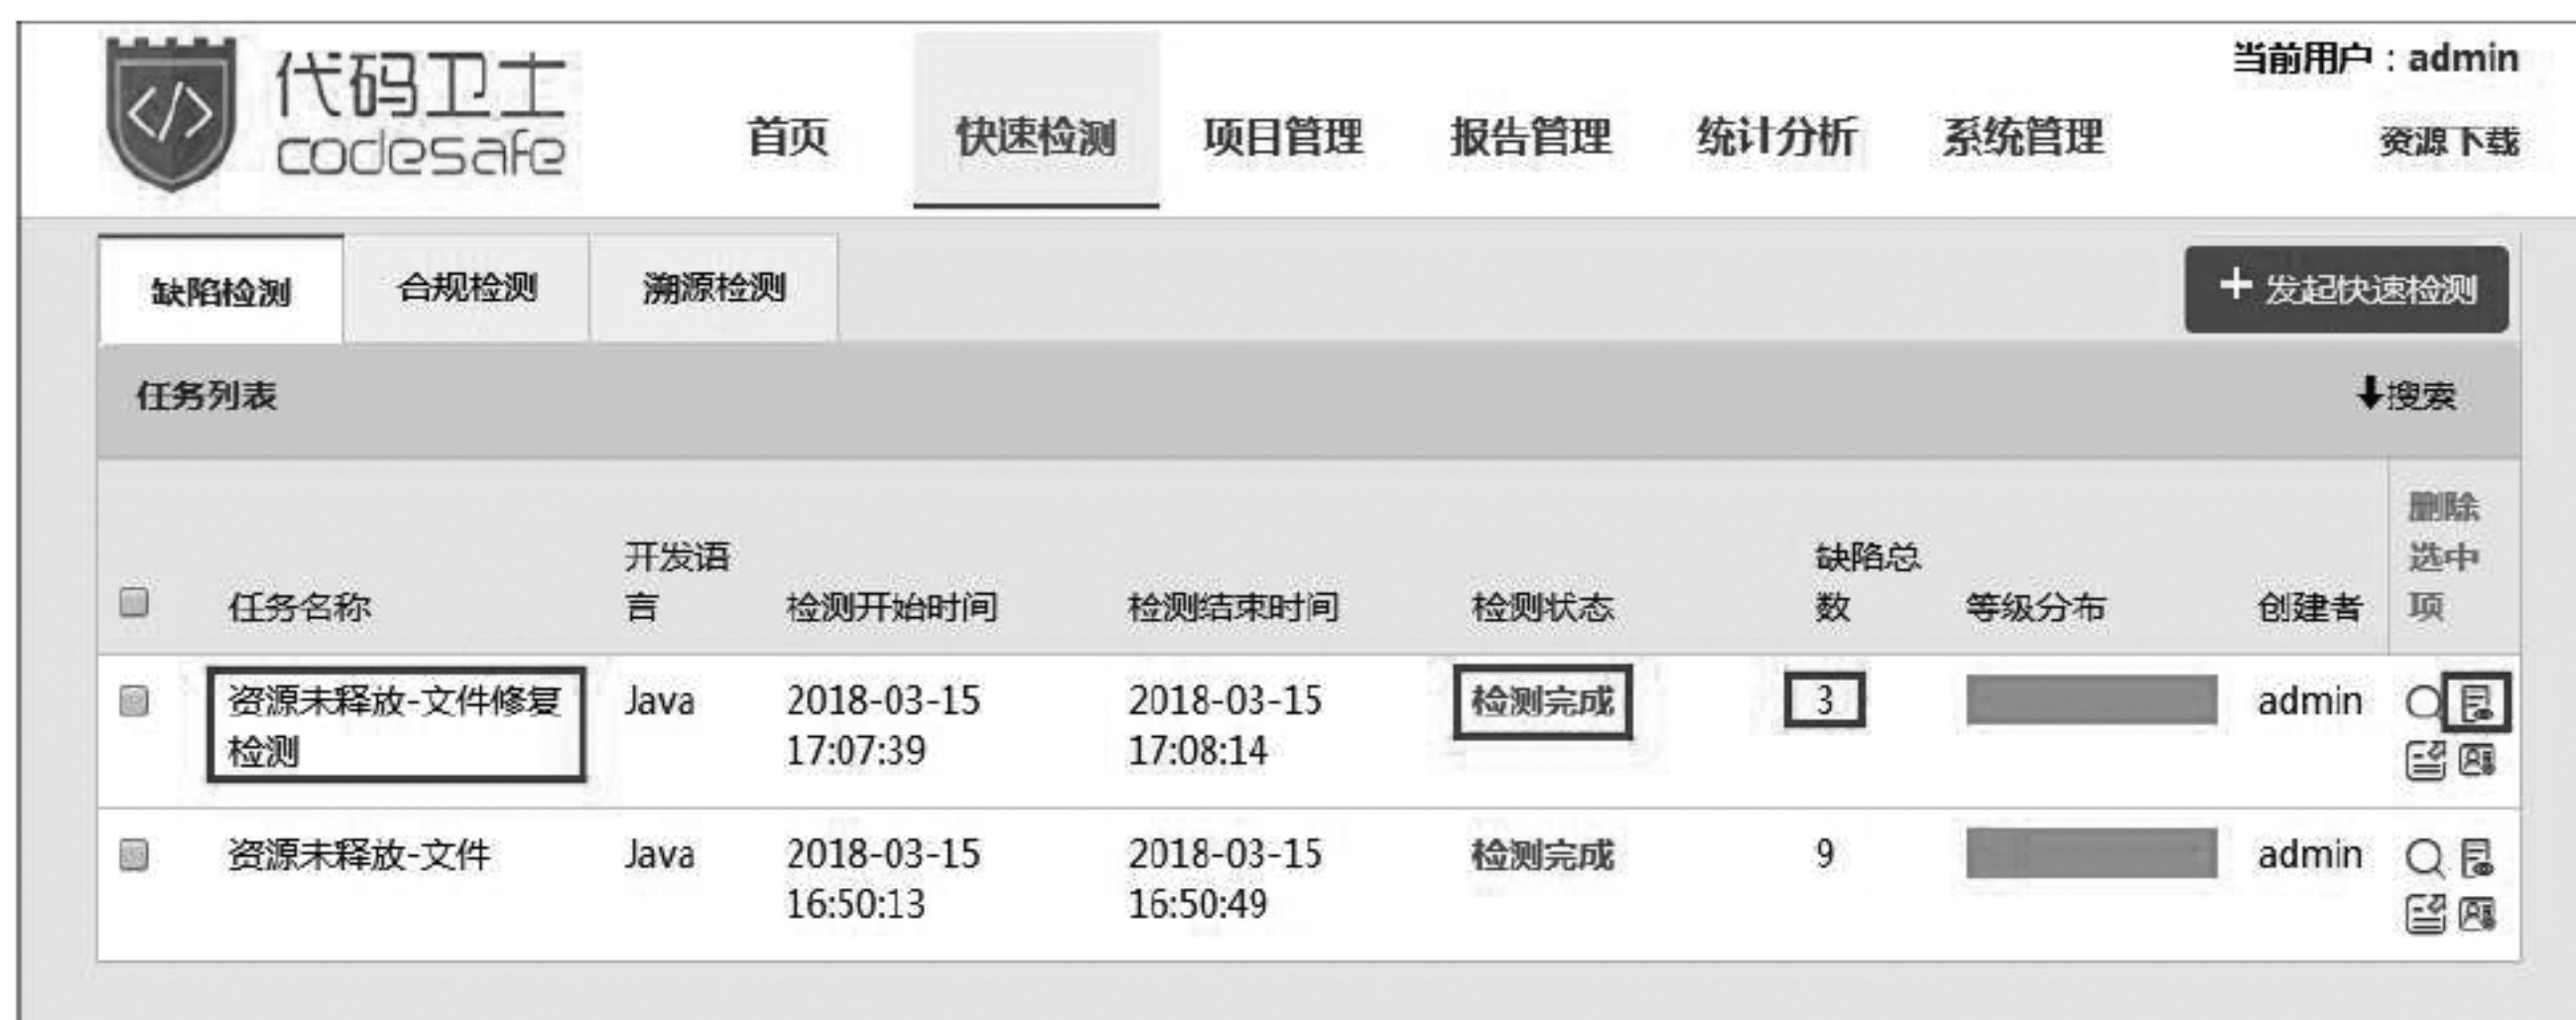 当前用户：admin
代码卫士
codesafe
首页 快速检测 项目管理 报告管理 统计分析 系统管理 资源下载
缺陷检测 合规检测 溯源检测 + 发起快速检测
任务列表 搜索
任务名称 开发语言 检测开始时间 检测结束时间 检测状态 缺陷总数 等级分布 创建者 删除选中项
资源未释放-文件修复检测 Java 2018-03-15 17:07:39 2018-03-15 17:08:14 检测完成 3 admin
资源未释放-文件 Java 2018-03-15 16:50:13 2018-03-15 16:50:49 检测完成 9 admin